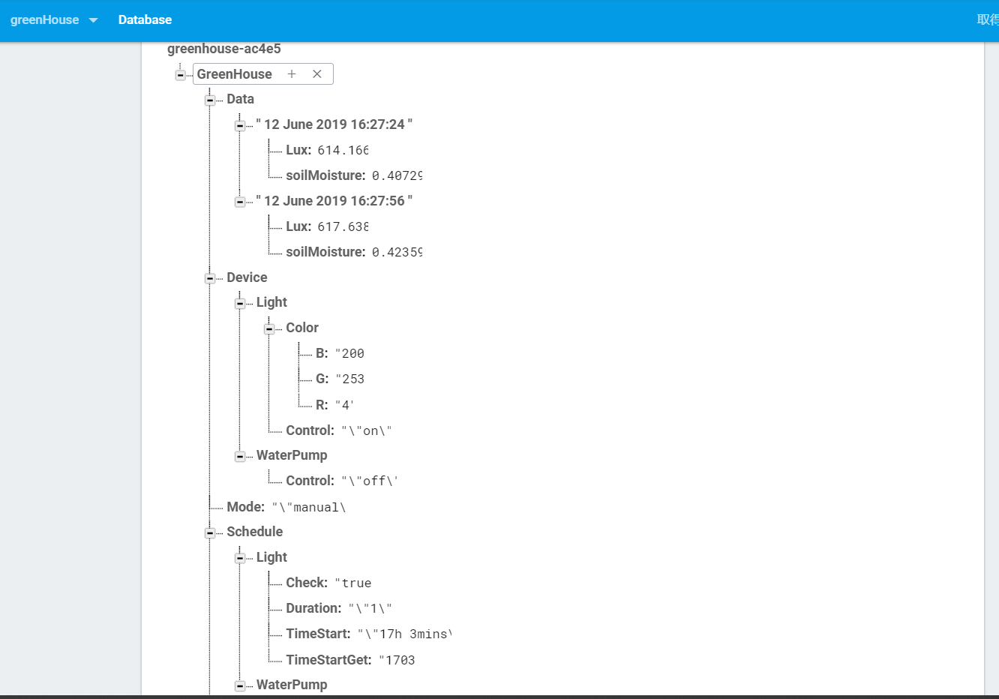 greenHouse Database 取得
greenhouse-ac4e5
GreenHouse
Data
" 12 June 2019 16:27:24 "
Lux: 614.166
soilMoisture: 0.40729
" 12 June 2019 16:27:56 "
Lux: 617.638
soilMoisture: 0.42359
Device
Light
Color
B: "200
G: "253
R: "4'
Control: "\"on\"
WaterPump
Control: "\"off\'
Mode: "\"manual\
Schedule
Light
Check: "true
Duration: "\"1\"
TimeStart: "\"17h 3mins\
TimeStartGet: "1703
WaterPump